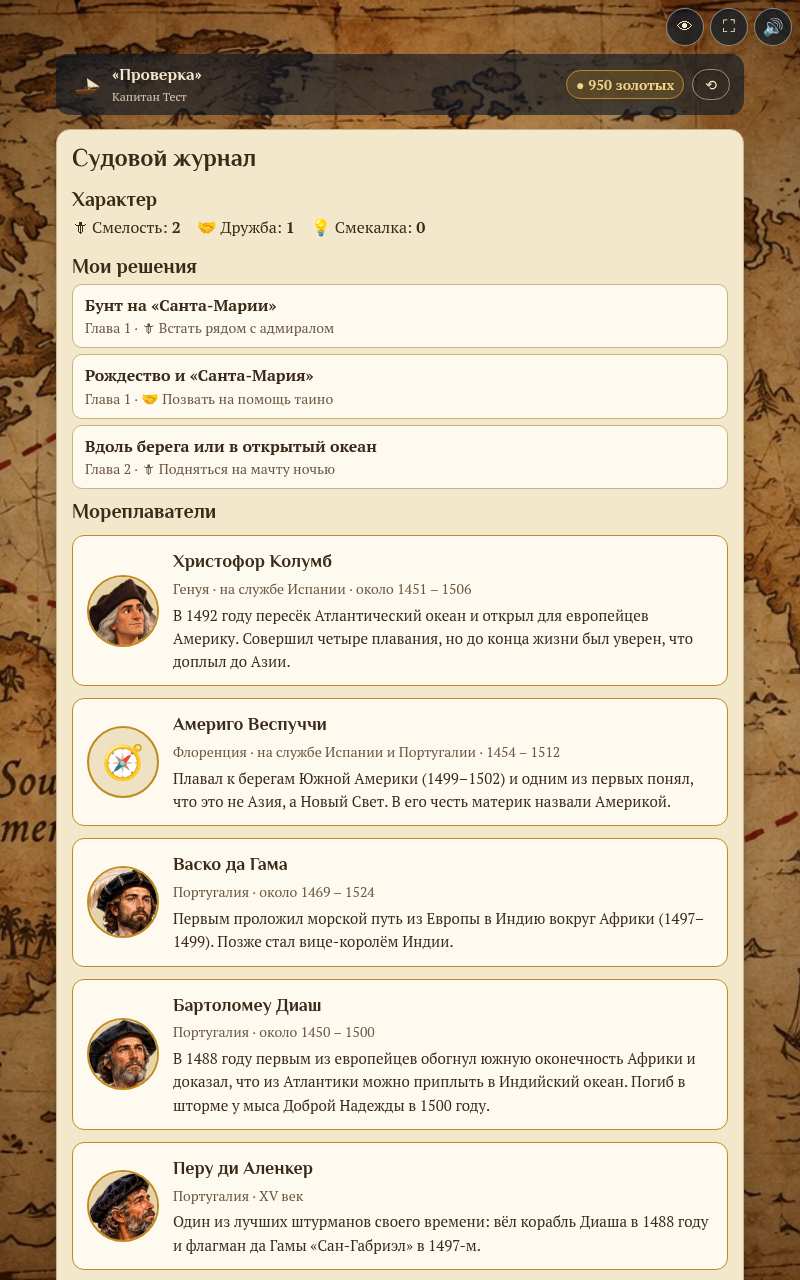 «Проверка»
Капитан Тест
● 950 золотых
Судовой журнал
Характер
🗡 Смелость: 2 🤝 Дружба: 1 💡 Смекалка: 0
Мои решения
Бунт на «Санта-Марии»
Глава 1 · 🗡 Встать рядом с адмиралом
Рождество и «Санта-Мария»
Глава 1 · 🤝 Позвать на помощь таино
Вдоль берега или в открытый океан
Глава 2 · 🗡 Подняться на мачту ночью
Мореплаватели
Христофор Колумб
Генуя · на службе Испании · около 1451 – 1506
В 1492 году пересёк Атлантический океан и открыл для европейцев
Америку. Совершил четыре плавания, но до конца жизни был уверен, что
доплыл до Азии.
Америго Веспуччи
Флоренция · на службе Испании и Португалии · 1454 – 1512
Плавал к берегам Южной Америки (1499–1502) и одним из первых понял,
что это не Азия, а Новый Свет. В его честь материк назвали Америкой.
Sou
mer
Васко да Гама
Португалия · около 1469 – 1524
Первым проложил морской путь из Европы в Индию вокруг Африки (1497–
1499). Позже стал вице-королём Индии.
Бартоломеу Диаш
Португалия · около 1450 – 1500
В 1488 году первым из европейцев обогнул южную оконечность Африки и
доказал, что из Атлантики можно приплыть в Индийский океан. Погиб в
шторме у мыса Доброй Надежды в 1500 году.
Перу ди Аленкер
Португалия · XV век
Один из лучших штурманов своего времени: вёл корабль Диаша в 1488 году
и флагман да Гамы «Сан-Габриэл» в 1497-м.